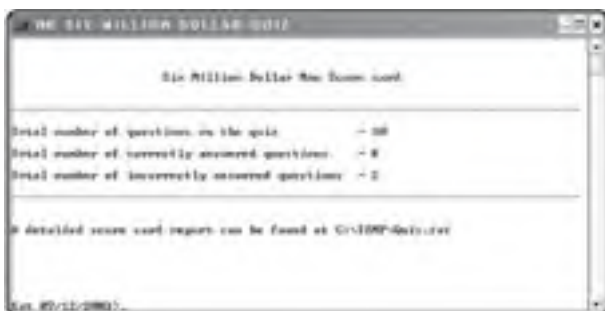 THE SIX MILLION DOLLAR QUIZ
Six Million Dollar Man Score card
Total number of questions in the quiz = 10
Total number of correctly answered questions = 8
Total number of incorrectly answered questions = 2
A detailed score card report can be found at C:\TEMP\Quiz.txt